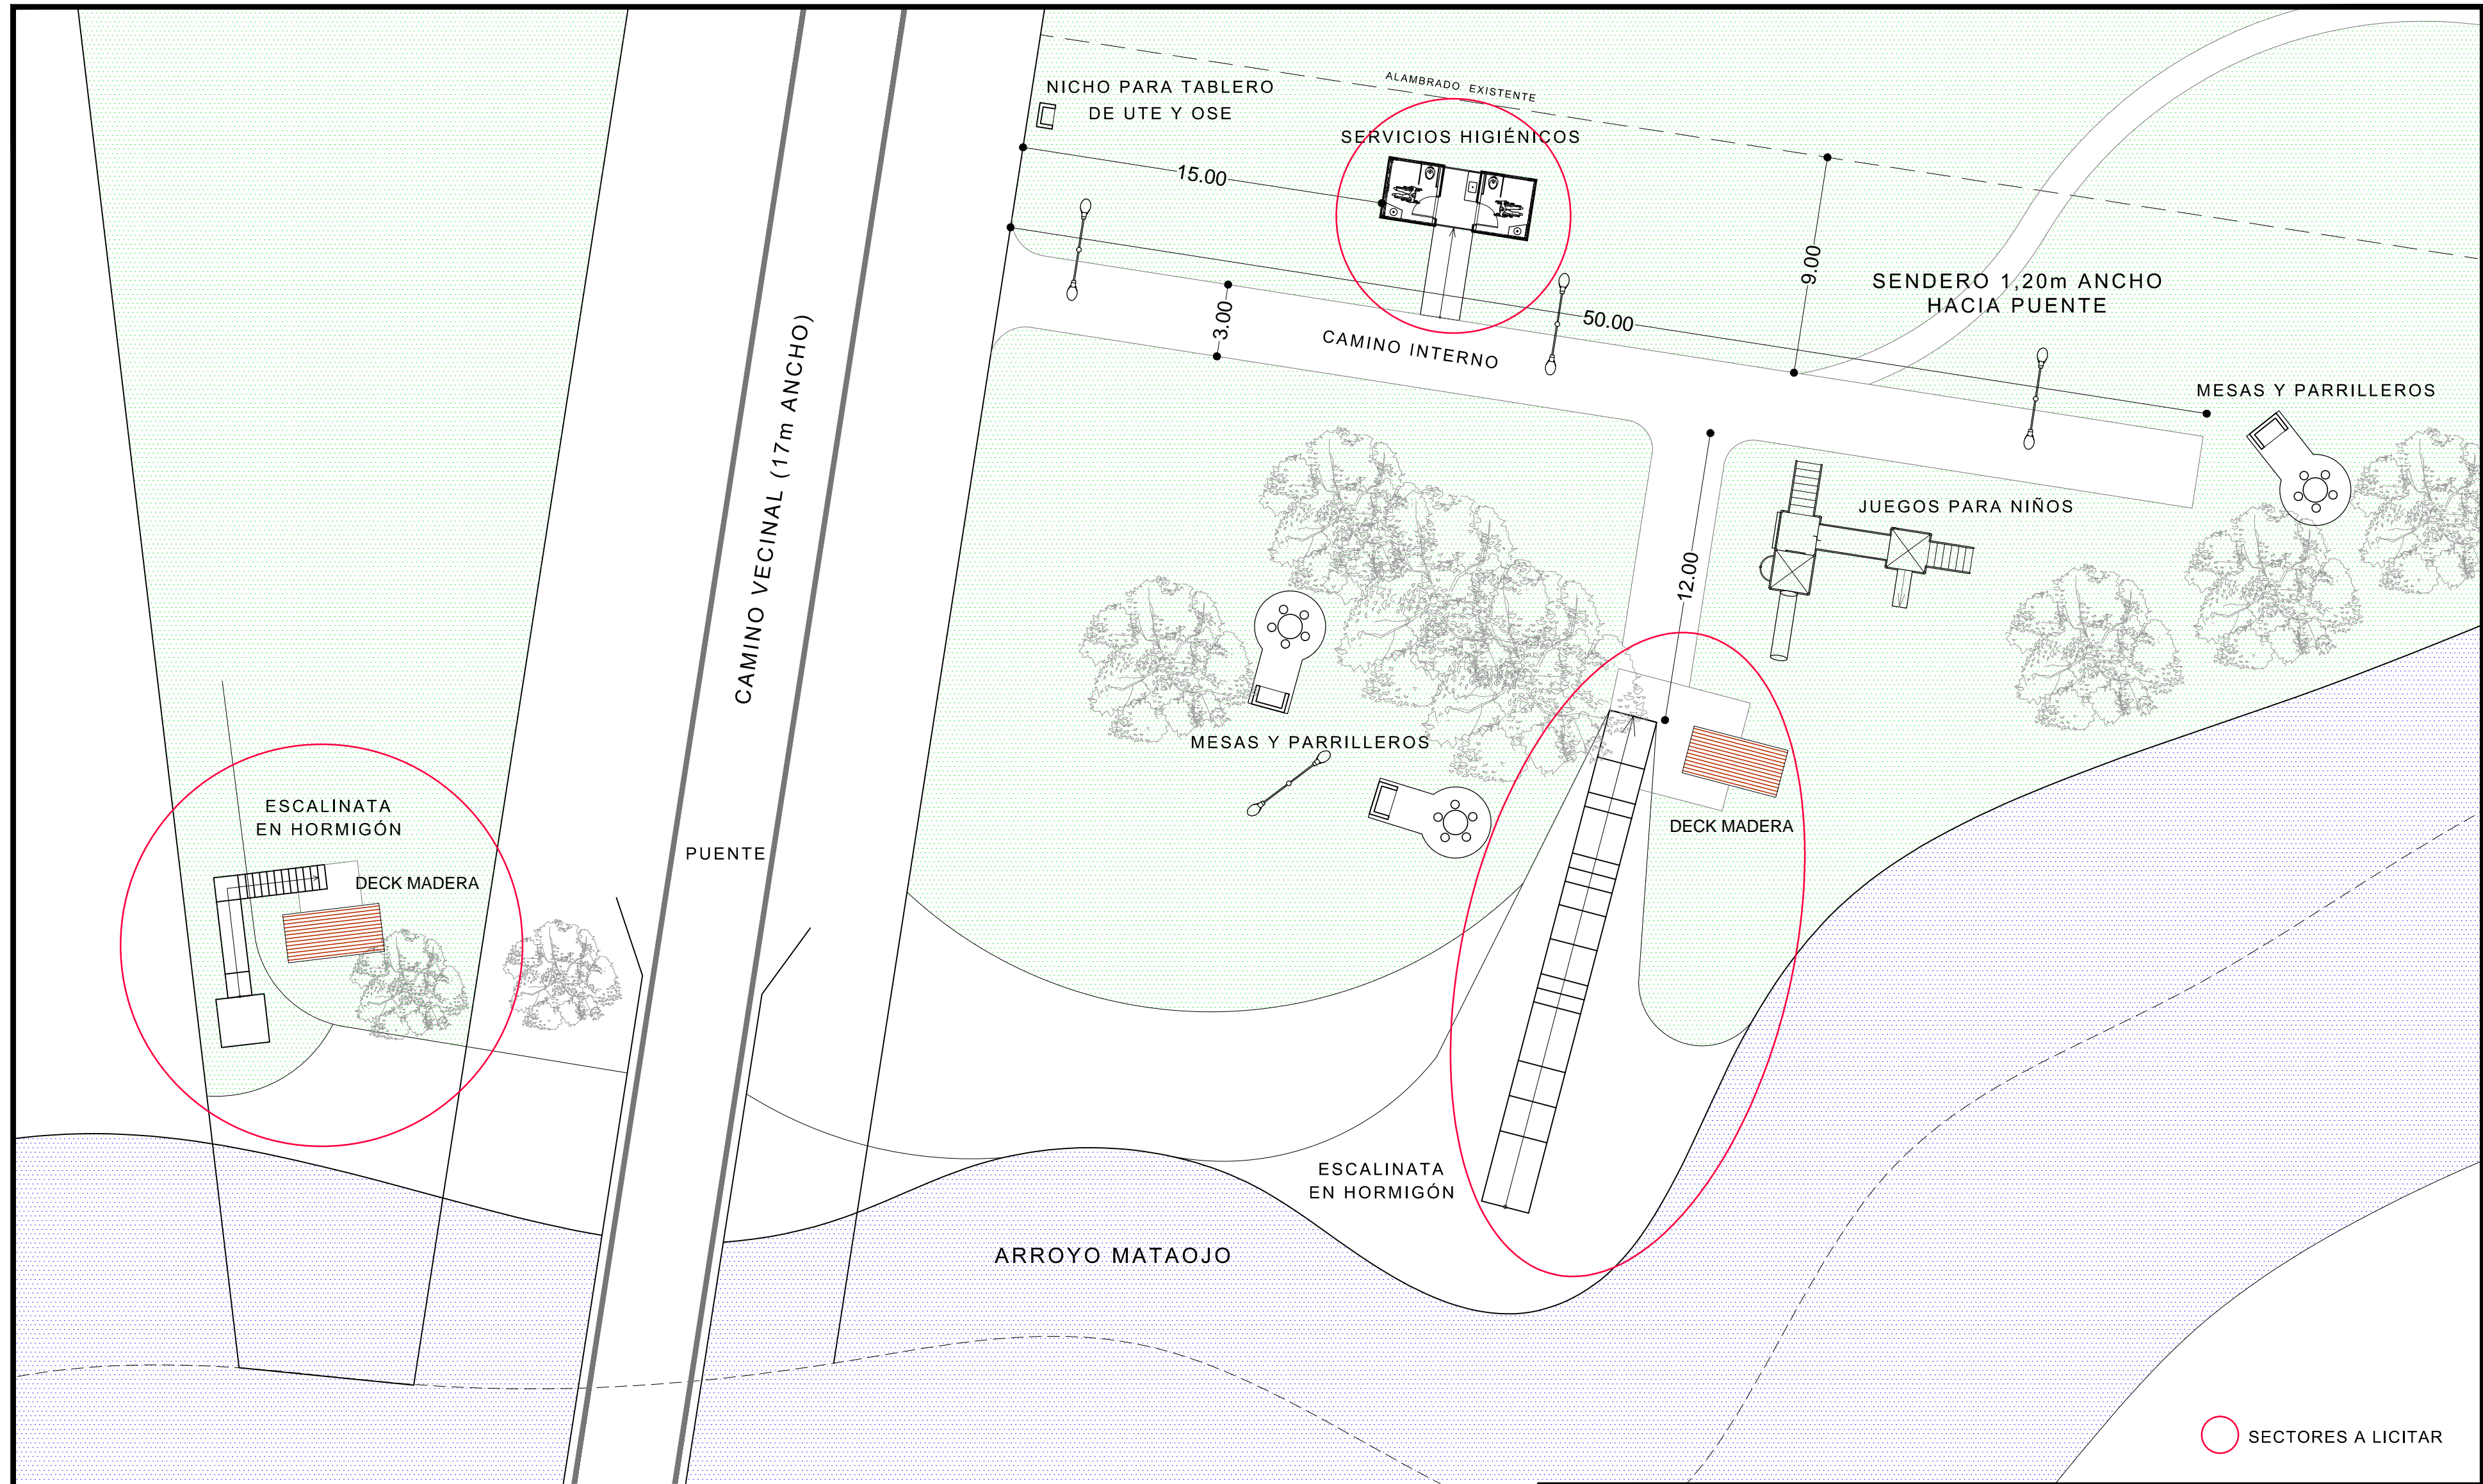 ALAMBRADO EXISTENTE
NICHO PARA TABLERO
DE UTE Y OSE
SERVICIOS HIGIÉNICOS
15.00
9.00
SENDERO 1,20m ANCHO
HACIA PUENTE
3.00
50.00
CAMINO INTERNO
CAMINO VECINAL (17m ANCHO)
MESAS Y PARRILLEROS
JUEGOS PARA NIÑOS
12.00
MESAS Y PARRILLEROS
ESCALINATA
EN HORMIGÓN
DECK MADERA
PUENTE
DECK MADERA
ESCALINATA
EN HORMIGÓN
ARROYO MATAOJO
SECTORES A LICITAR